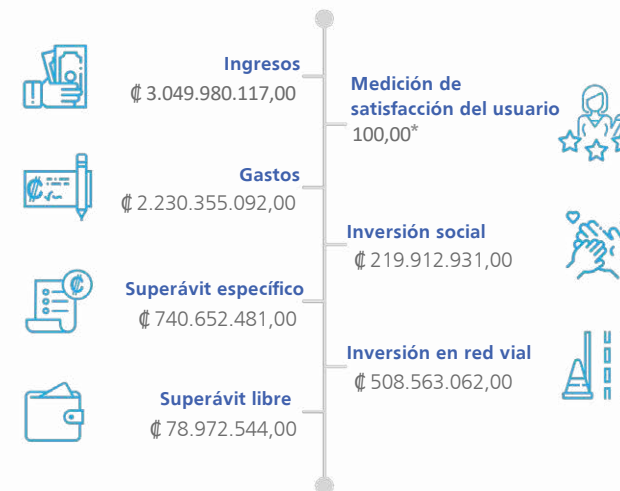 Ingresos
₡ 3.049.980.117,00
Medición de
satisfacción del usuario
100,00*
Gastos
₡ 2.230.355.092,00
Inversión social
₡ 219.912.931,00
Superávit específico
₡ 740.652.481,00
Inversión en red vial
₡ 508.563.062,00
Superávit libre
₡ 78.972.544,00